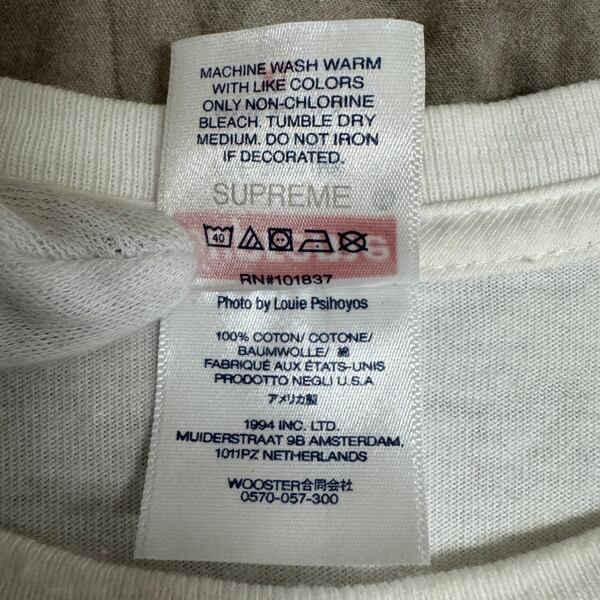 MACHINE WASH WARM
WITH LIKE COLORS
ONLY NON-CHLORINE
BLEACH. TUMBLE DRY
MEDIUM. DO NOT IRON
IF DECORATED.
SUPREME
40
RN#101837
Photo by Louie Psihoyos
100% COTON/ COTONE/
BAUMWOLLE/ 綿
FABRIQUÉ AUX ÉTATS-UNIS
PRODOTTO NEGLI U.S.A
アメリカ製
1994 INC. LTD.
MUIDERSTRAAT 9B AMSTERDAM,
1011PZ NETHERLANDS
WOOSTER合同会社
0570-057-300